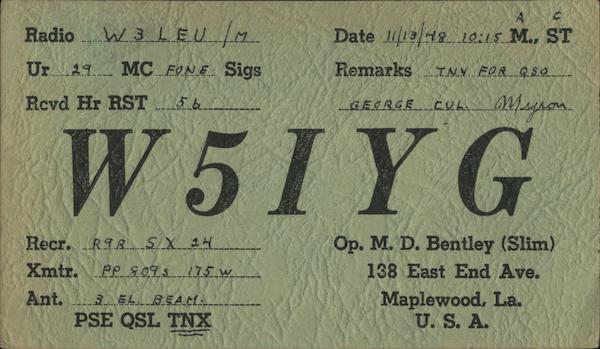 Radio W3LEU/M Date 11/13/48 10:15 A M., C ST
Ur 29 MC FONE Sigs Remarks TNX FOR QSO
Rcvd Hr RST 56 GEORGE CUL. Myron
W5IYG
Recr. R9R SX 24 Op. M. D. Bentley (Slim)
Xmtr. PP 809s 175W 138 East End Ave.
Ant. 3 EL. BEAM. Maplewood, La.
PSE QSL TNX U. S. A.